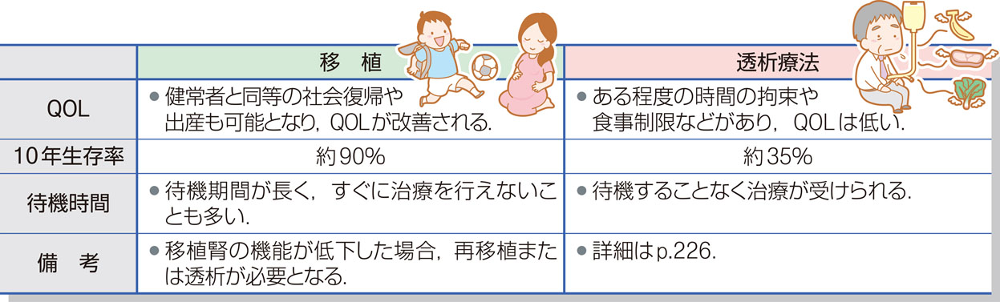 移　植
透析療法
QOL
● 健常者と同等の社会復帰や
出産も可能となり，QOLが改善される．
● ある程度の時間の拘束や
食事制限などがあり，QOLは低い．
10年生存率
約90%
約35%
待機時間
● 待機期間が長く，すぐに治療を行えないこ
とも多い．
● 待機することなく治療が受けられる．
備　考
● 移植腎の機能が低下した場合，再移植また
は透析が必要となる．
● 詳細はp.226．